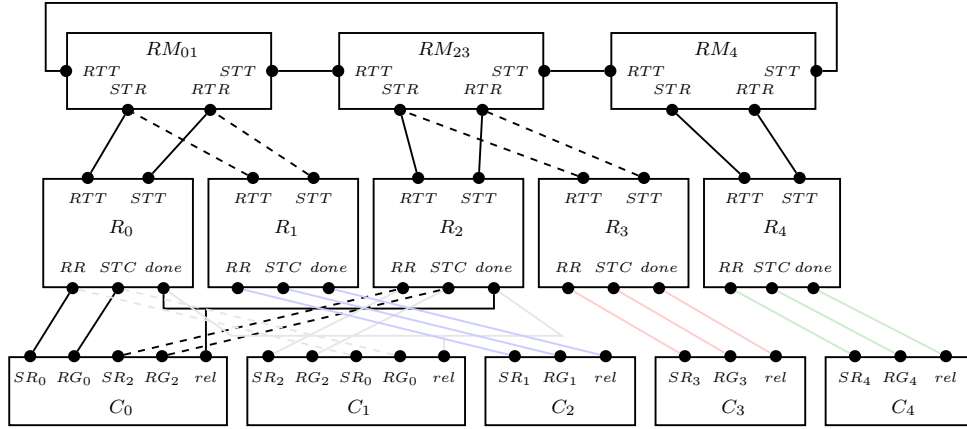 RM₀₁ RM₂₃ RM₄
RTT STT RTT STT RTT STT
STR RTR STR RTR STR RTR
RTT STT RTT STT RTT STT RTT STT RTT STT
R₀ R₁ R₂ R₃ R₄
RR STC done RR STC done RR STC done RR STC done RR STC done
SR₀ RG₀ SR₂ RG₂ rel SR₂ RG₂ SR₀ RG₀ rel SR₁ RG₁ rel SR₃ RG₃ rel SR₄ RG₄ rel
C₀ C₁ C₂ C₃ C₄